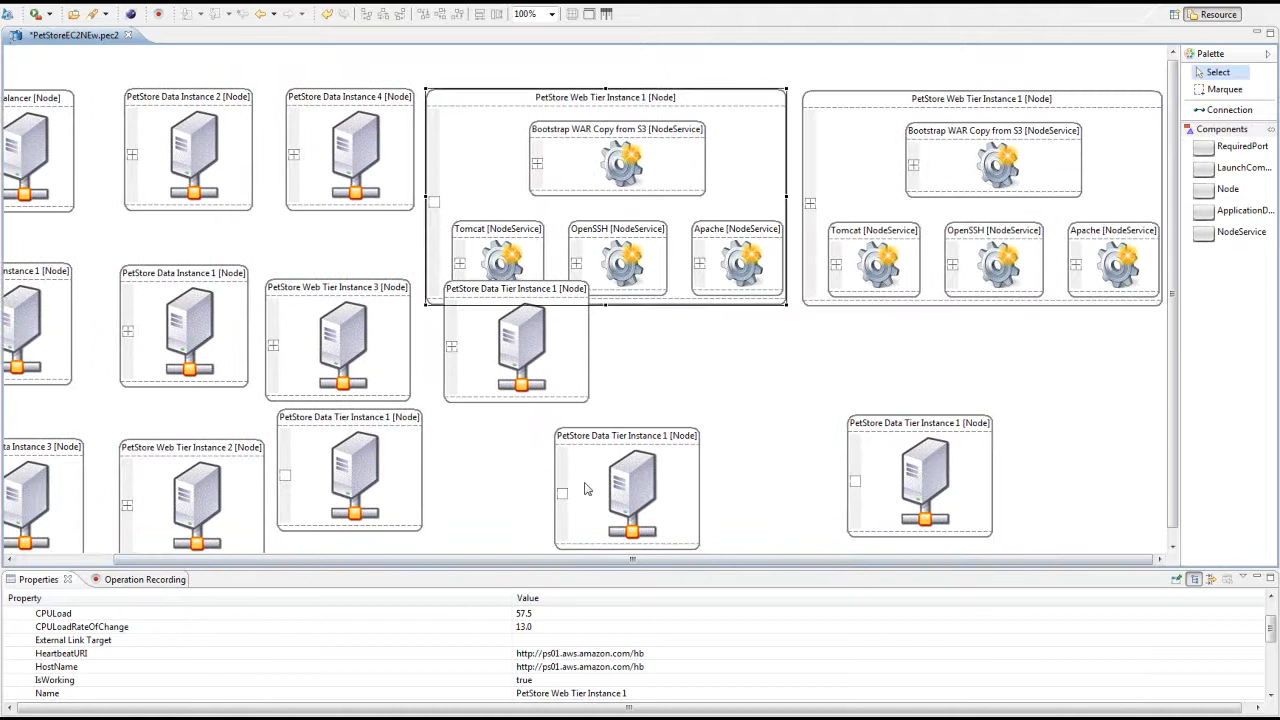 100%
Resource
*PetStoreEC2NEw.pec2
Palette
Select
Marquee
Connection
Components
RequiredPort
LaunchCom...
Node
ApplicationD...
NodeService
alancer [Node]
PetStore Data Instance 2 [Node]
PetStore Data Instance 4 [Node]
PetStore Web Tier Instance 1 [Node]
Bootstrap WAR Copy from S3 [NodeService]
Tomcat [NodeService]
OpenSSH [NodeService]
Apache [NodeService]
PetStore Web Tier Instance 1 [Node]
Bootstrap WAR Copy from S3 [NodeService]
Tomcat [NodeService]
OpenSSH [NodeService]
Apache [NodeService]
nstance 1 [Node]
PetStore Data Instance 1 [Node]
PetStore Web Tier Instance 3 [Node]
PetStore Data Tier Instance 1 [Node]
ta Instance 3 [Node]
PetStore Web Tier Instance 2 [Node]
PetStore Data Tier Instance 1 [Node]
PetStore Data Tier Instance 1 [Node]
PetStore Data Tier Instance 1 [Node]
Properties
Operation Recording
Property Value
CPULoad 57.5
CPULoadRateOfChange 13.0
External Link Target
HeartbeatURI http://ps01.aws.amazon.com/hb
HostName http://ps01.aws.amazon.com/hb
IsWorking true
Name PetStore Web Tier Instance 1